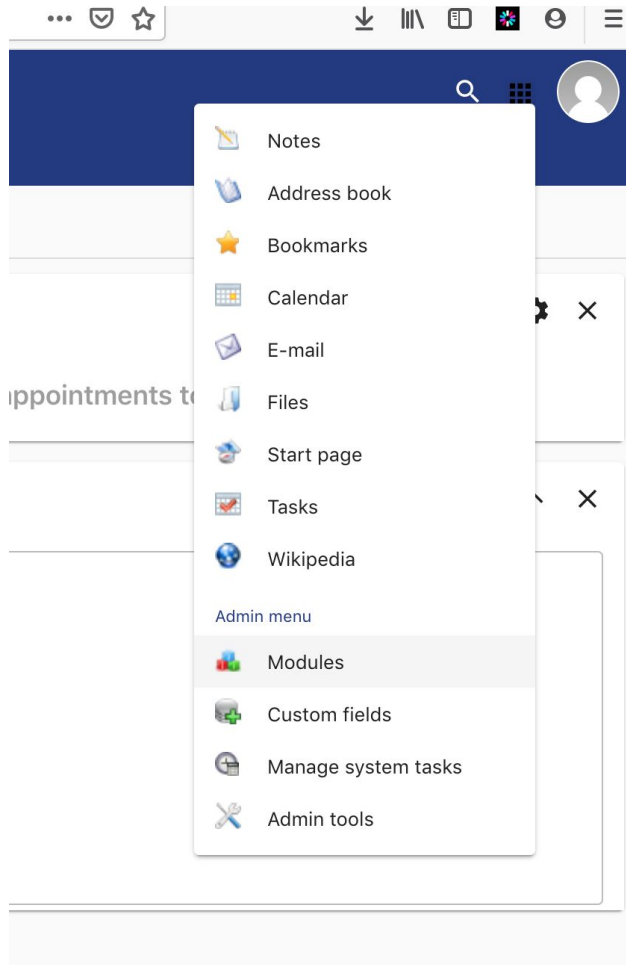 Notes
Address book
Bookmarks
Calendar
appointments
E-mail
Files
Start page
Tasks
Wikipedia
Admin menu
Modules
Custom fields
Manage system tasks
Admin tools